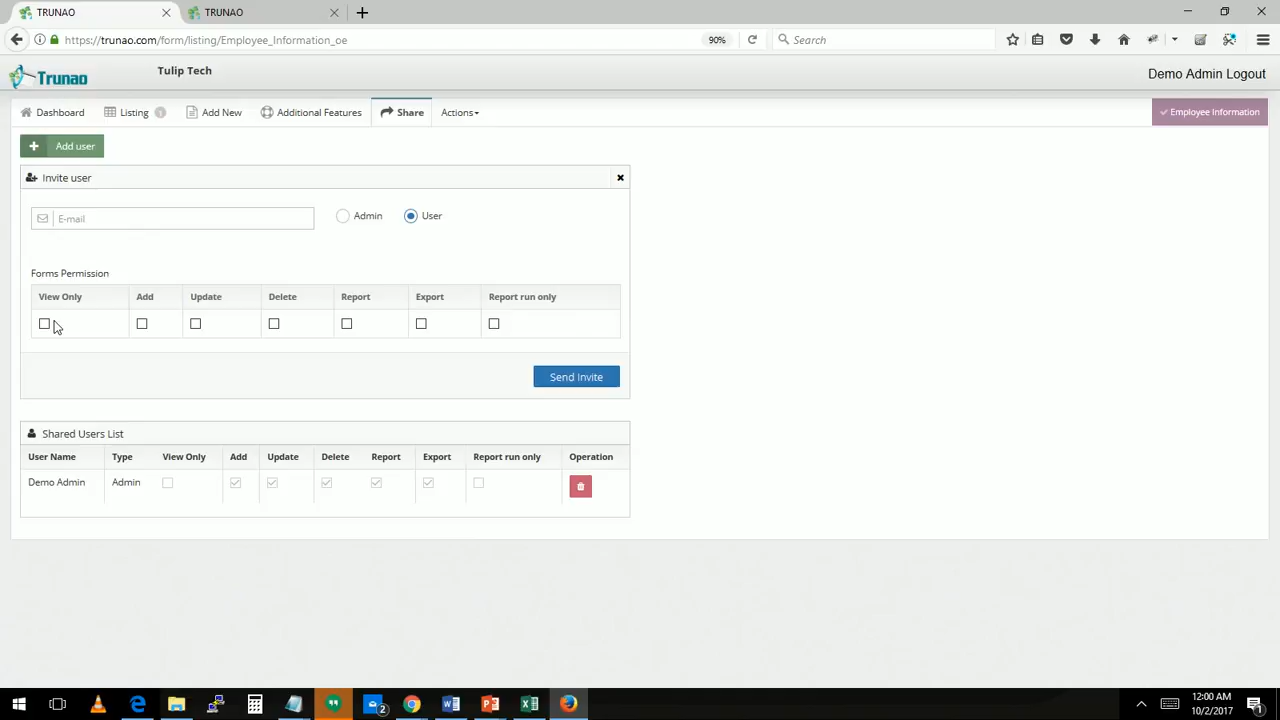 TRUNAO
TRUNAO
https://trunao.com/form/listing/Employee_Information_oe
90%
Search
Trunao
Tulip Tech
Demo Admin Logout
Dashboard
Listing 1
Add New
Additional Features
Share
Actions
Employee Information
+ Add user
Invite user
E-mail
Admin
User
Forms Permission
View Only Add Update Delete Report Export Report run only
Send Invite
Shared Users List
User Name Type View Only Add Update Delete Report Export Report run only Operation
Demo Admin Admin
2
12:00 AM
10/2/2017
1